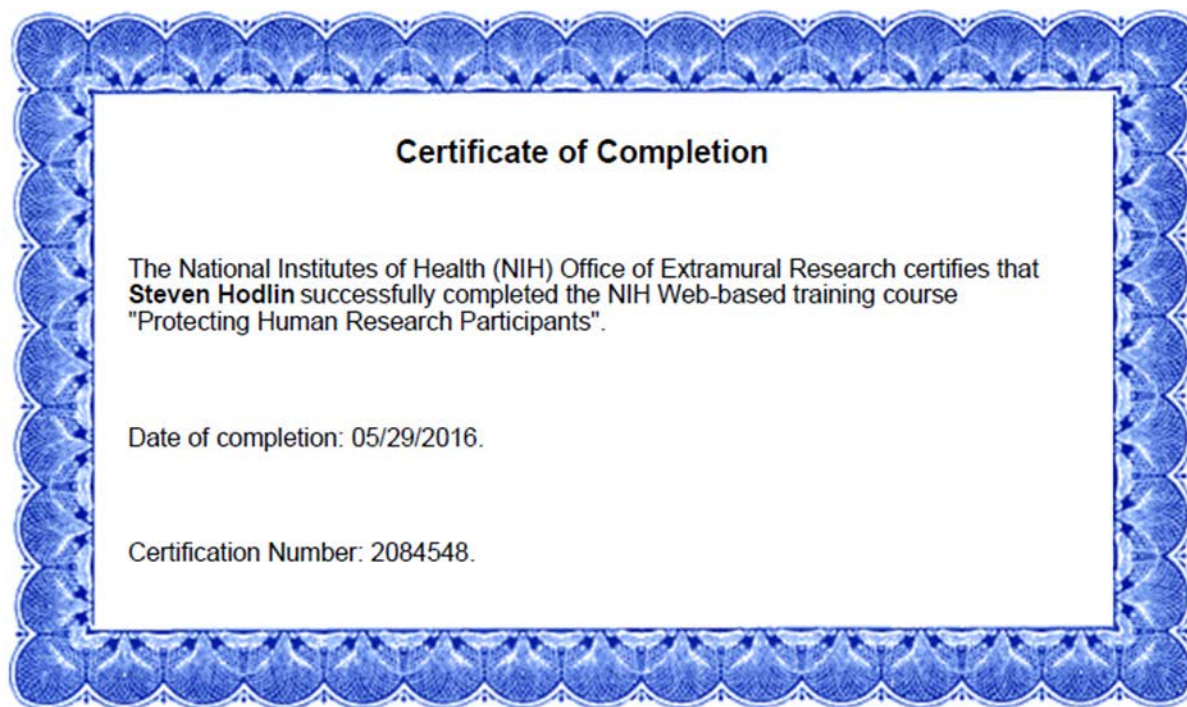 Certificate of Completion
The National Institutes of Health (NIH) Office of Extramural Research certifies that
Steven Hodlin successfully completed the NIH Web-based training course
"Protecting Human Research Participants".
Date of completion: 05/29/2016.
Certification Number: 2084548.